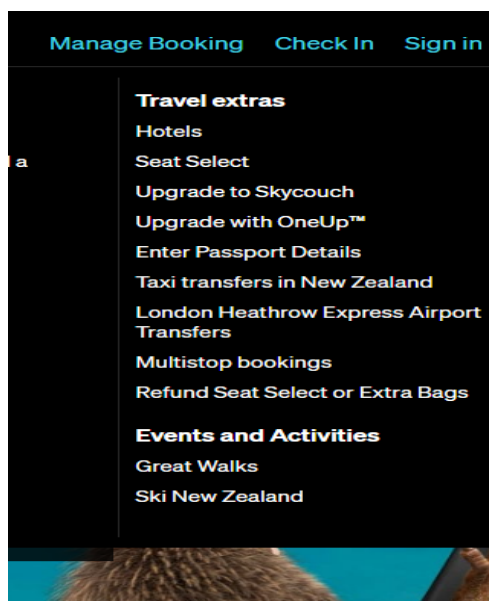 Manage Booking Check In Sign in
Travel extras
Hotels
a
Seat Select
Upgrade to Skycouch
Upgrade with OneUp™
Enter Passport Details
Taxi transfers in New Zealand
London Heathrow Express Airport
Transfers
Multistop bookings
Refund Seat Select or Extra Bags
Events and Activities
Great Walks
Ski New Zealand